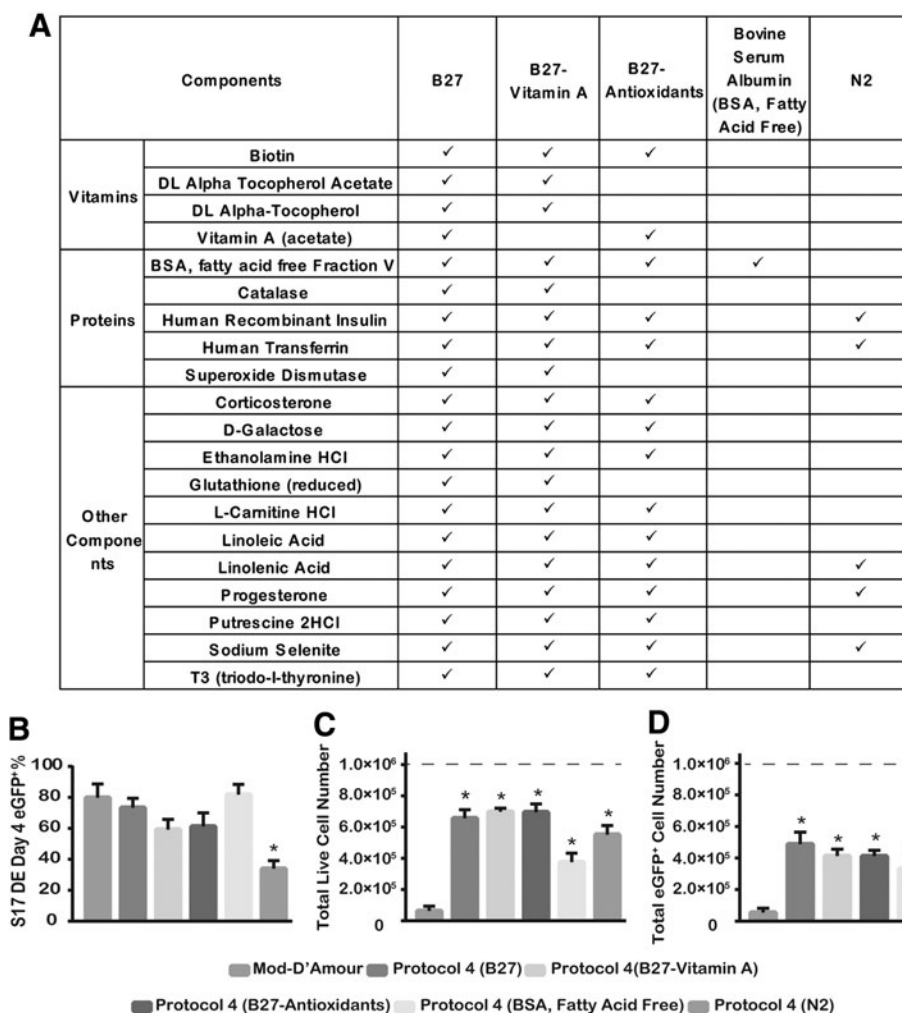 A
Components | B27 | B27-Vitamin A | B27-Antioxidants | Bovine Serum Albumin (BSA, Fatty Acid Free) | N2
Vitamins
Biotin ✓ ✓ ✓
DL Alpha Tocopherol Acetate ✓ ✓
DL Alpha-Tocopherol ✓ ✓
Vitamin A (acetate) ✓ ✓
Proteins
BSA, fatty acid free Fraction V ✓ ✓ ✓ ✓
Catalase ✓ ✓
Human Recombinant Insulin ✓ ✓ ✓ ✓
Human Transferrin ✓ ✓ ✓ ✓
Superoxide Dismutase ✓ ✓
Other Compone nts
Corticosterone ✓ ✓ ✓
D-Galactose ✓ ✓ ✓
Ethanolamine HCl ✓ ✓ ✓
Glutathione (reduced) ✓ ✓
L-Carnitine HCl ✓ ✓ ✓
Linoleic Acid ✓ ✓ ✓
Linolenic Acid ✓ ✓ ✓ ✓
Progesterone ✓ ✓ ✓ ✓
Putrescine 2HCl ✓ ✓ ✓
Sodium Selenite ✓ ✓ ✓ ✓
T3 (triodo-l-thyronine) ✓ ✓ ✓
B
S17 DE Day 4 eGFP⁺%
100
80
60
40
20
0
*
C
Total Live Cell Number
1.0×10⁶
8.0×10⁵
6.0×10⁵
4.0×10⁵
2.0×10⁵
0
* * * * *
D
Total eGFP⁺ Cell Number
1.0×10⁶
8.0×10⁵
6.0×10⁵
4.0×10⁵
2.0×10⁵
0
* * *
Mod-D'Amour Protocol 4 (B27) Protocol 4(B27-Vitamin A)
Protocol 4 (B27-Antioxidants) Protocol 4 (BSA, Fatty Acid Free) Protocol 4 (N2)